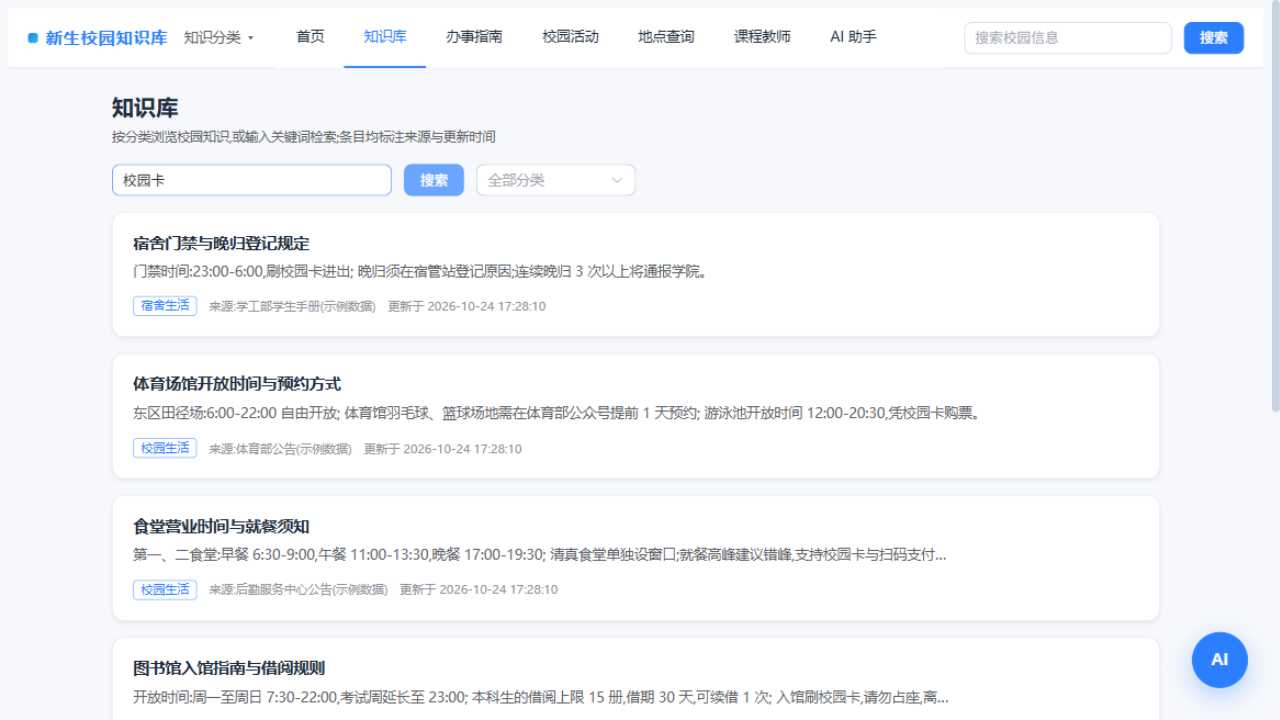 新生校园知识库 知识分类 首页 知识库 办事指南 校园活动 地点查询 课程教师 AI 助手 搜索校园信息 搜索
知识库
按分类浏览校园知识,或输入关键词检索;条目均标注来源与更新时间
校园卡 搜索 全部分类
宿舍门禁与晚归登记规定
门禁时间:23:00-6:00,刷校园卡进出; 晚归须在宿管站登记原因;连续晚归 3 次以上将通报学院。
宿舍生活 来源:学工部学生手册(示例数据) 更新于 2026-10-24 17:28:10
体育场馆开放时间与预约方式
东区田径场:6:00-22:00 自由开放; 体育馆羽毛球、篮球场地需在体育部公众号提前 1 天预约; 游泳池开放时间 12:00-20:30,凭校园卡购票。
校园生活 来源:体育部公告(示例数据) 更新于 2026-10-24 17:28:10
食堂营业时间与就餐须知
第一、二食堂:早餐 6:30-9:00,午餐 11:00-13:30,晚餐 17:00-19:30; 清真食堂单独设窗口;就餐高峰建议错峰,支持校园卡与扫码支付...
校园生活 来源:后勤服务中心公告(示例数据) 更新于 2026-10-24 17:28:10
图书馆入馆指南与借阅规则
开放时间:周一至周日 7:30-22:00,考试周延长至 23:00; 本科生的借阅上限 15 册,借期 30 天,可续借 1 次; 入馆刷校园卡,请勿占座,离...
AI